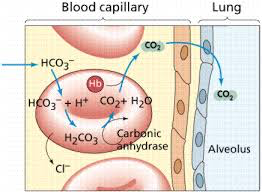 Blood capillary
Lung
CO₂
HCO₃⁻
Hb
CO₂
HCO₃⁻ + H⁺ CO₂ + H₂O
H₂CO₃
Carbonic
anhydrase
Alveolus
Cl⁻